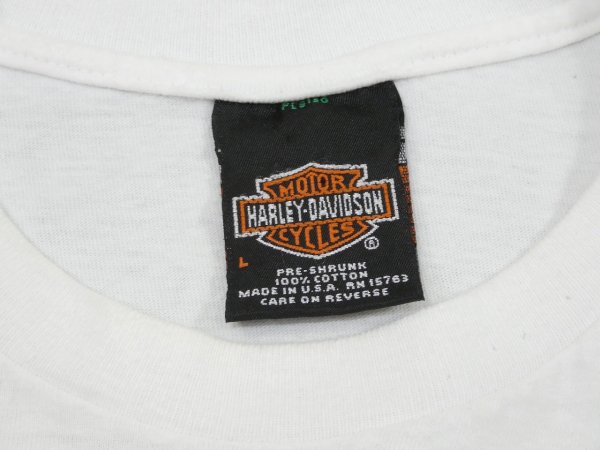 MOTOR
HARLEY-DAVIDSON
CYCLES
®
L
PRE-SHRUNK
100% COTTON
MADE IN U.S.A. RN 15763
CARE ON REVERSE